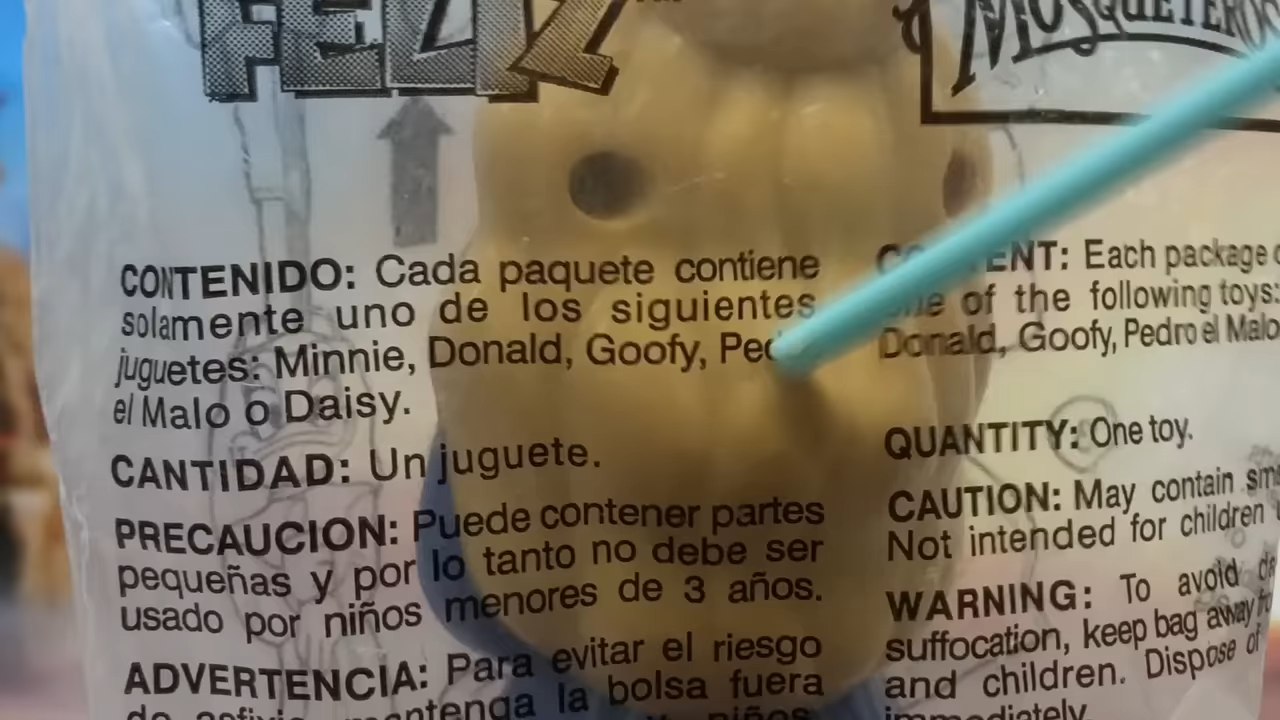 FELIZ
MOSQUETEROS
CONTENIDO: Cada paquete contiene
solamente uno de los siguientes
juguetes: Minnie, Donald, Goofy,
el Malo o Daisy.
CANTIDAD: Un juguete.
PRECAUCION: Puede contener partes
pequeñas y por lo tanto no debe ser
usado por niños menores de 3 años.
ADVERTENCIA: Para evitar el riesgo
de asfixia mantenga la bolsa fuera
niños
Each package
of the following toys:
Donald, Goofy, Pedro el Malo
QUANTITY: One toy.
CAUTION: May contain
Not intended for children
WARNING: To avoid
suffocation, keep bag away
and children. Dispose of
immediately.